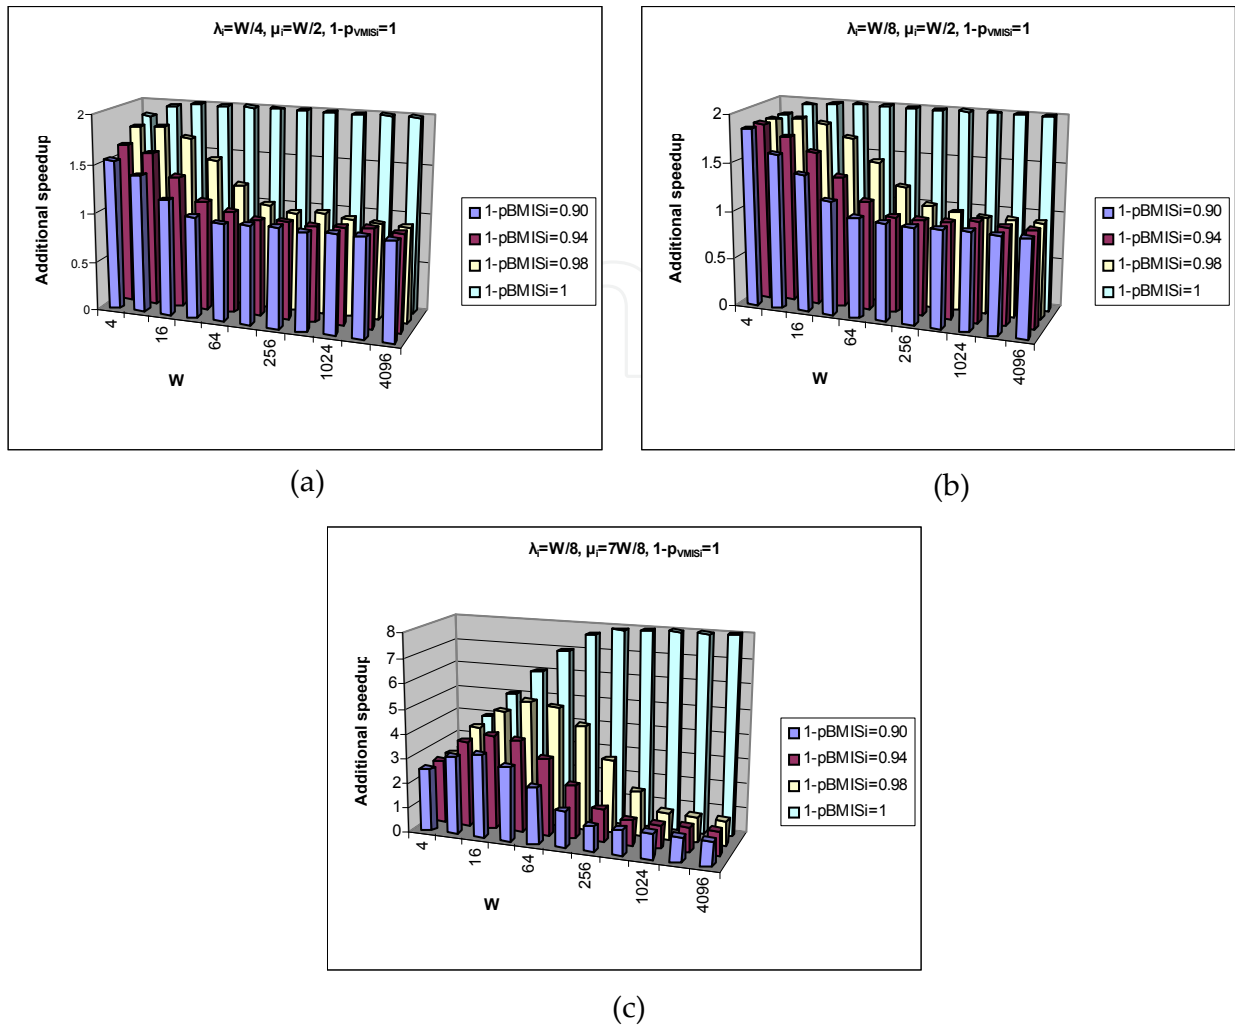 λi=W/4, μi=W/2, 1-pVMISi=1
Additional speedup
2
1.5
1
0.5
0
4
16
64
256
1024
4096
W
1-pBMISi=0.90
1-pBMISi=0.94
1-pBMISi=0.98
1-pBMISi=1
(a)
λi=W/8, μi=W/2, 1-pVMISi=1
Additional speedup
2
1.5
1
0.5
0
4
16
64
256
1024
4096
W
1-pBMISi=0.90
1-pBMISi=0.94
1-pBMISi=0.98
1-pBMISi=1
(b)
λi=W/8, μi=7W/8, 1-pVMISi=1
Additional speedup
8
7
6
5
4
3
2
1
0
4
16
64
256
1024
4096
W
1-pBMISi=0.90
1-pBMISi=0.94
1-pBMISi=0.98
1-pBMISi=1
(c)